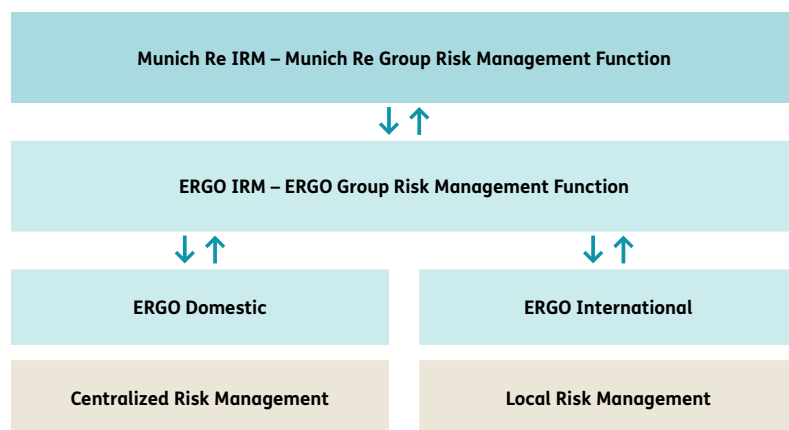 Munich Re IRM – Munich Re Group Risk Management Function
ERGO IRM – ERGO Group Risk Management Function
ERGO Domestic
ERGO International
Centralized Risk Management
Local Risk Management